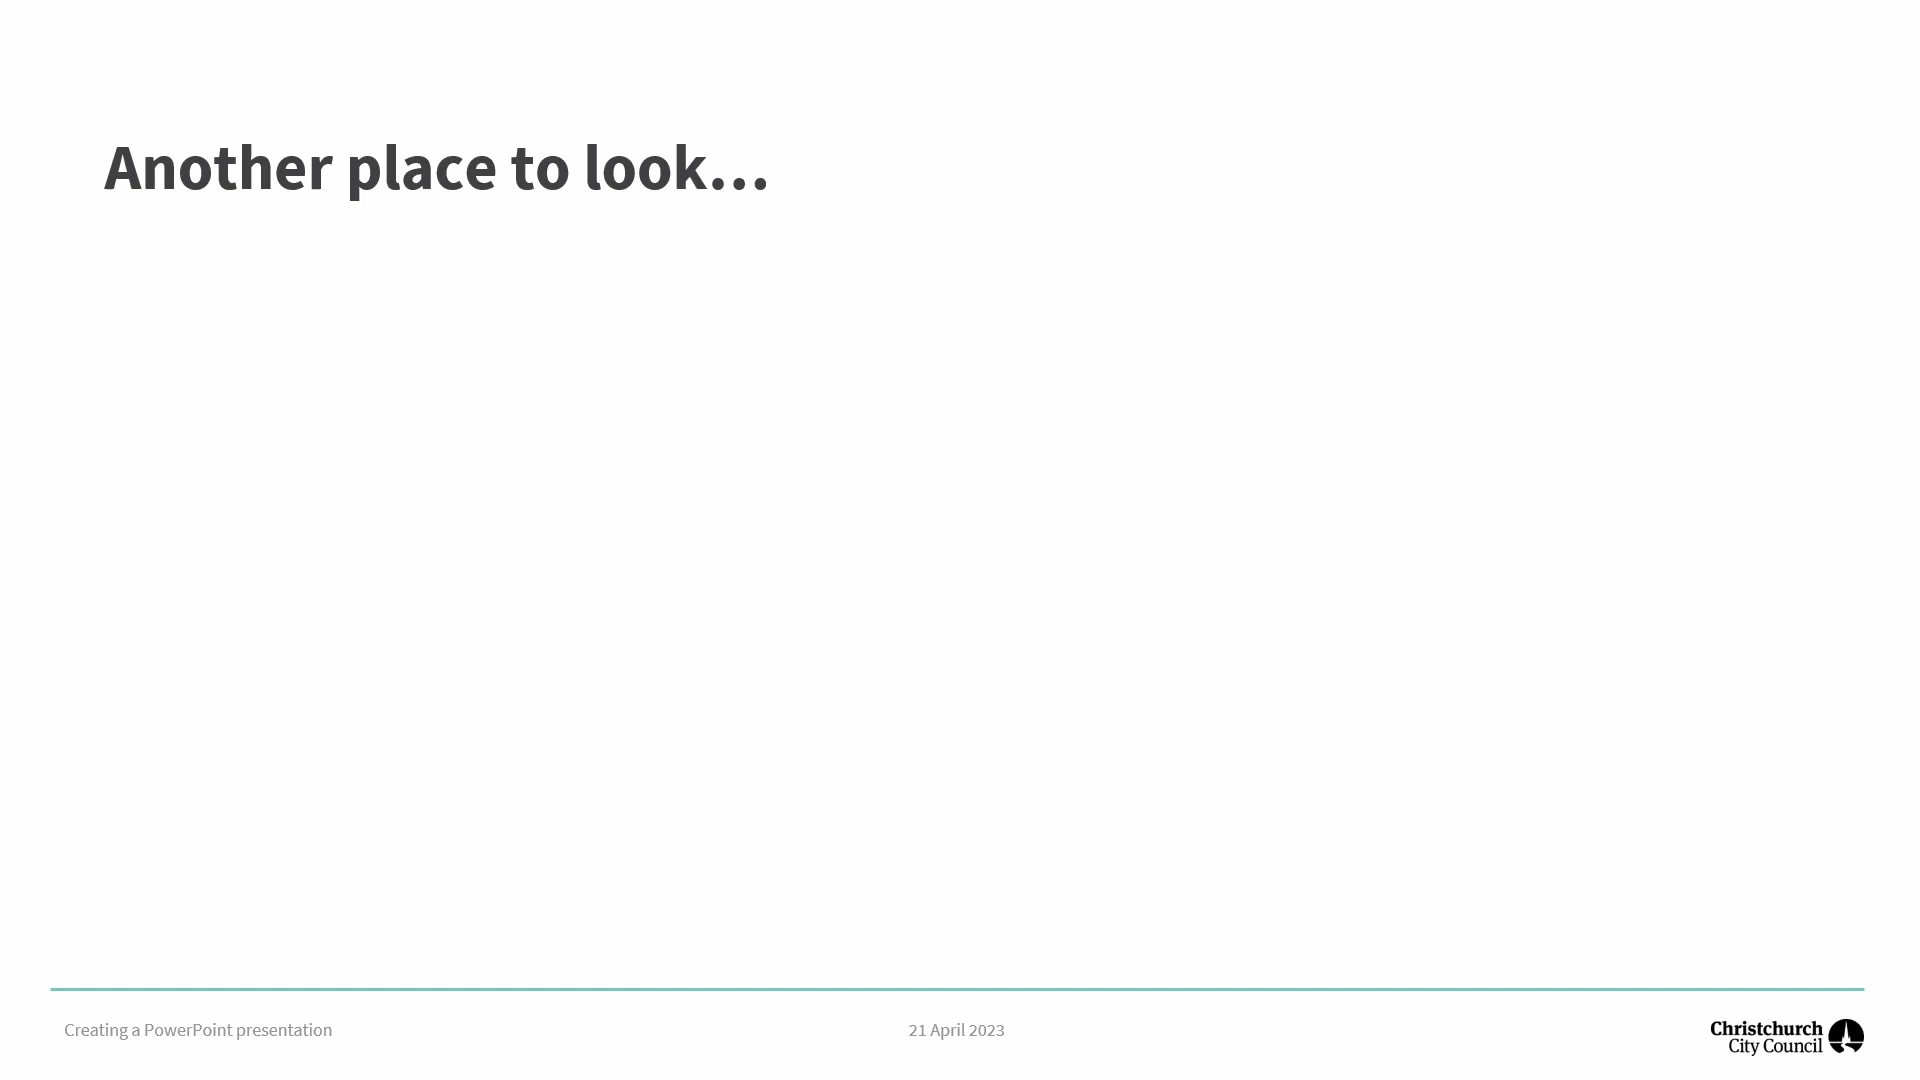 Another place to look...
Creating a PowerPoint presentation
21 April 2023
Christchurch
City Council